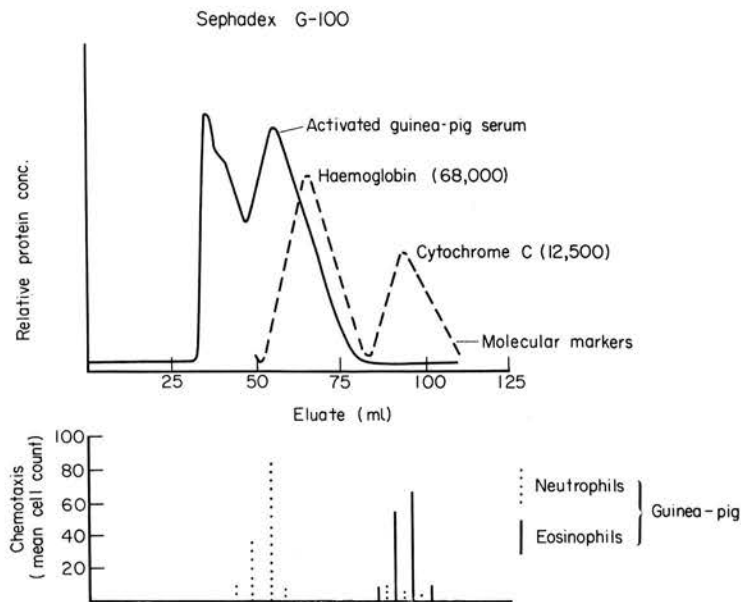 Sephadex G-100
Relative protein conc.
Activated guinea-pig serum
Haemoglobin (68,000)
Cytochrome C (12,500)
Molecular markers
25 50 75 100 125
Eluate (ml)
Chemotaxis
( mean cell count)
100
80
60
40
20
Neutrophils
Eosinophils
Guinea-pig